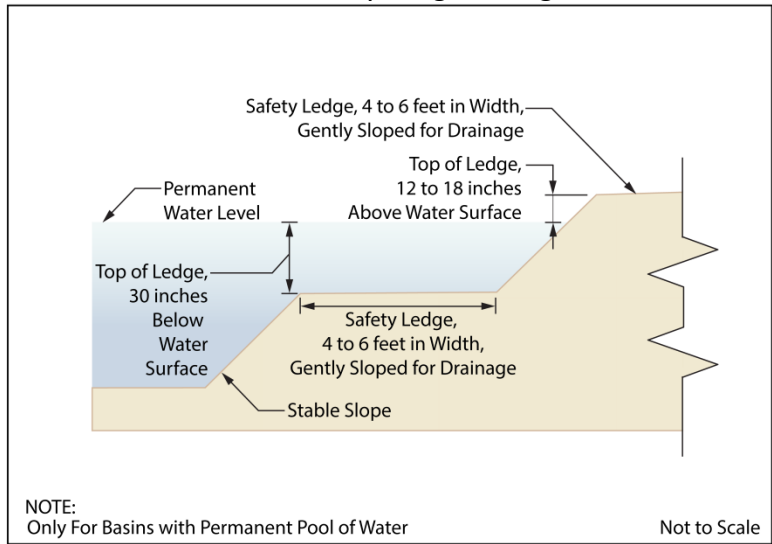 Safety Ledge, 4 to 6 feet in Width,
Gently Sloped for Drainage
Top of Ledge,
12 to 18 inches
Above Water Surface
Permanent
Water Level
Top of Ledge,
30 inches
Below
Water
Surface
Safety Ledge,
4 to 6 feet in Width,
Gently Sloped for Drainage
Stable Slope
NOTE:
Only For Basins with Permanent Pool of Water
Not to Scale